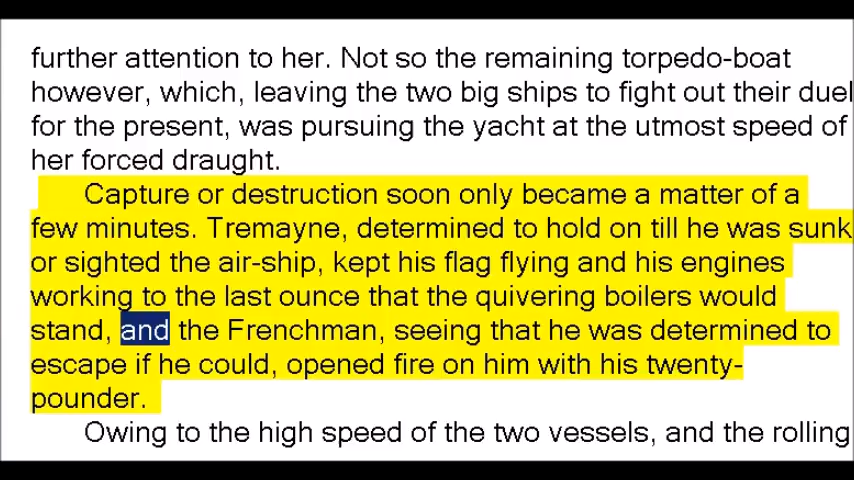 further attention to her. Not so the remaining torpedo-boat
however, which, leaving the two big ships to fight out their duel
for the present, was pursuing the yacht at the utmost speed of
her forced draught.
Capture or destruction soon only became a matter of a
few minutes. Tremayne, determined to hold on till he was sunk
or sighted the air-ship, kept his flag flying and his engines
working to the last ounce that the quivering boilers would
stand, and the Frenchman, seeing that he was determined to
escape if he could, opened fire on him with his twenty-
pounder.
Owing to the high speed of the two vessels, and the rolling